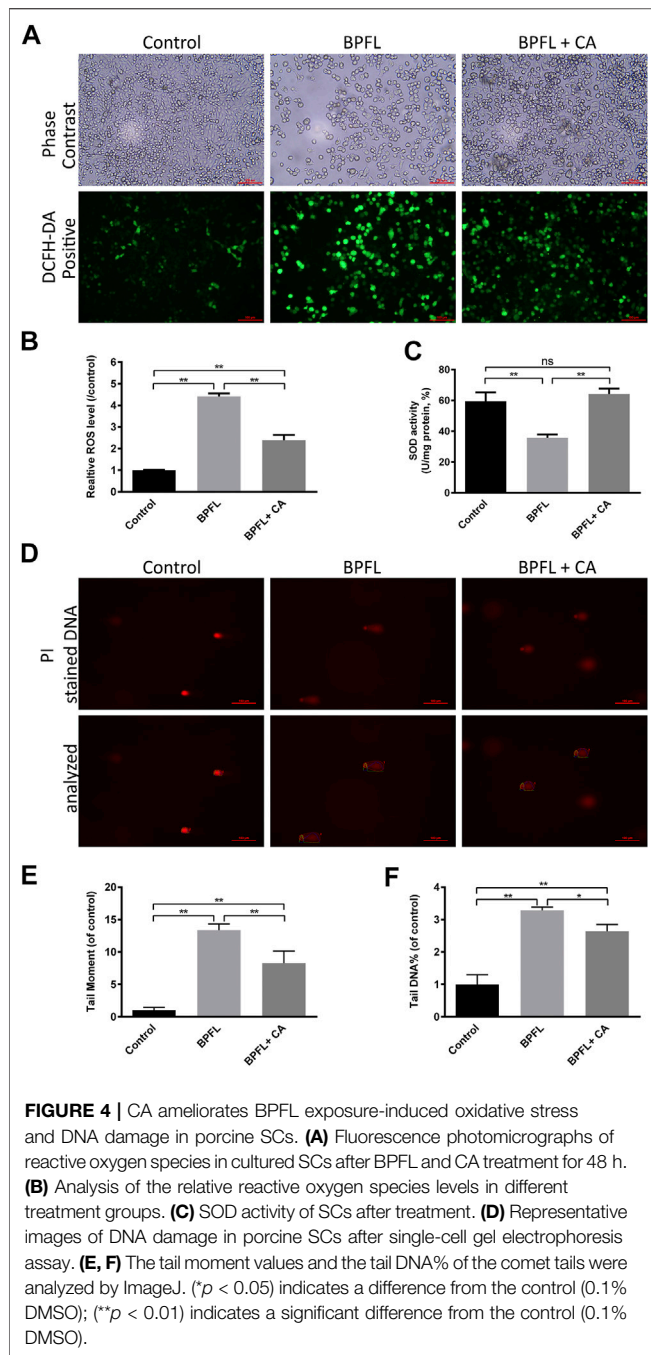 A
Control BPFL BPFL + CA
Phase
Contrast
DCFH-DA
Positive
B
Realtive ROS level (/control)
6
5
4
3
2
1
0
** ** **
Control BPFL BPFL+ CA
C
SOD activity
(U/mg protein, %)
100
80
60
40
20
0
ns
** **
Control BPFL BPFL+ CA
D
Control BPFL BPFL + CA
PI
stained DNA
analyzed
E
Tail Moment (of control)
20
15
10
5
0
**
** **
Control BPFL BPFL+ CA
F
Tail DNA% (of control)
4
3
2
1
0
**
** *
Control BPFL BPFL+ CA
FIGURE 4 | CA ameliorates BPFL exposure-induced oxidative stress
and DNA damage in porcine SCs. (A) Fluorescence photomicrographs of
reactive oxygen species in cultured SCs after BPFL and CA treatment for 48 h.
(B) Analysis of the relative reactive oxygen species levels in different
treatment groups. (C) SOD activity of SCs after treatment. (D) Representative
images of DNA damage in porcine SCs after single-cell gel electrophoresis
assay. (E, F) The tail moment values and the tail DNA% of the comet tails were
analyzed by ImageJ. (*p < 0.05) indicates a difference from the control (0.1%
DMSO); (**p < 0.01) indicates a significant difference from the control (0.1%
DMSO).